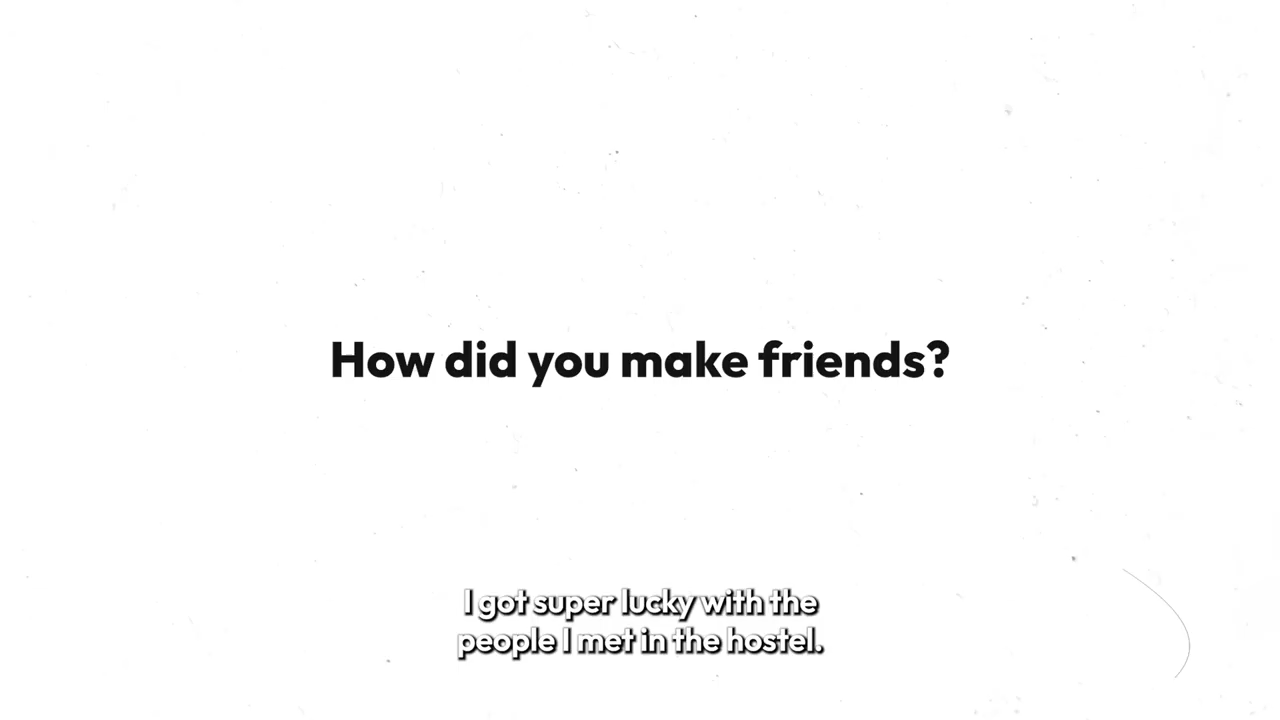 How did you make friends?
I got super lucky with the
people I met in the hostel.